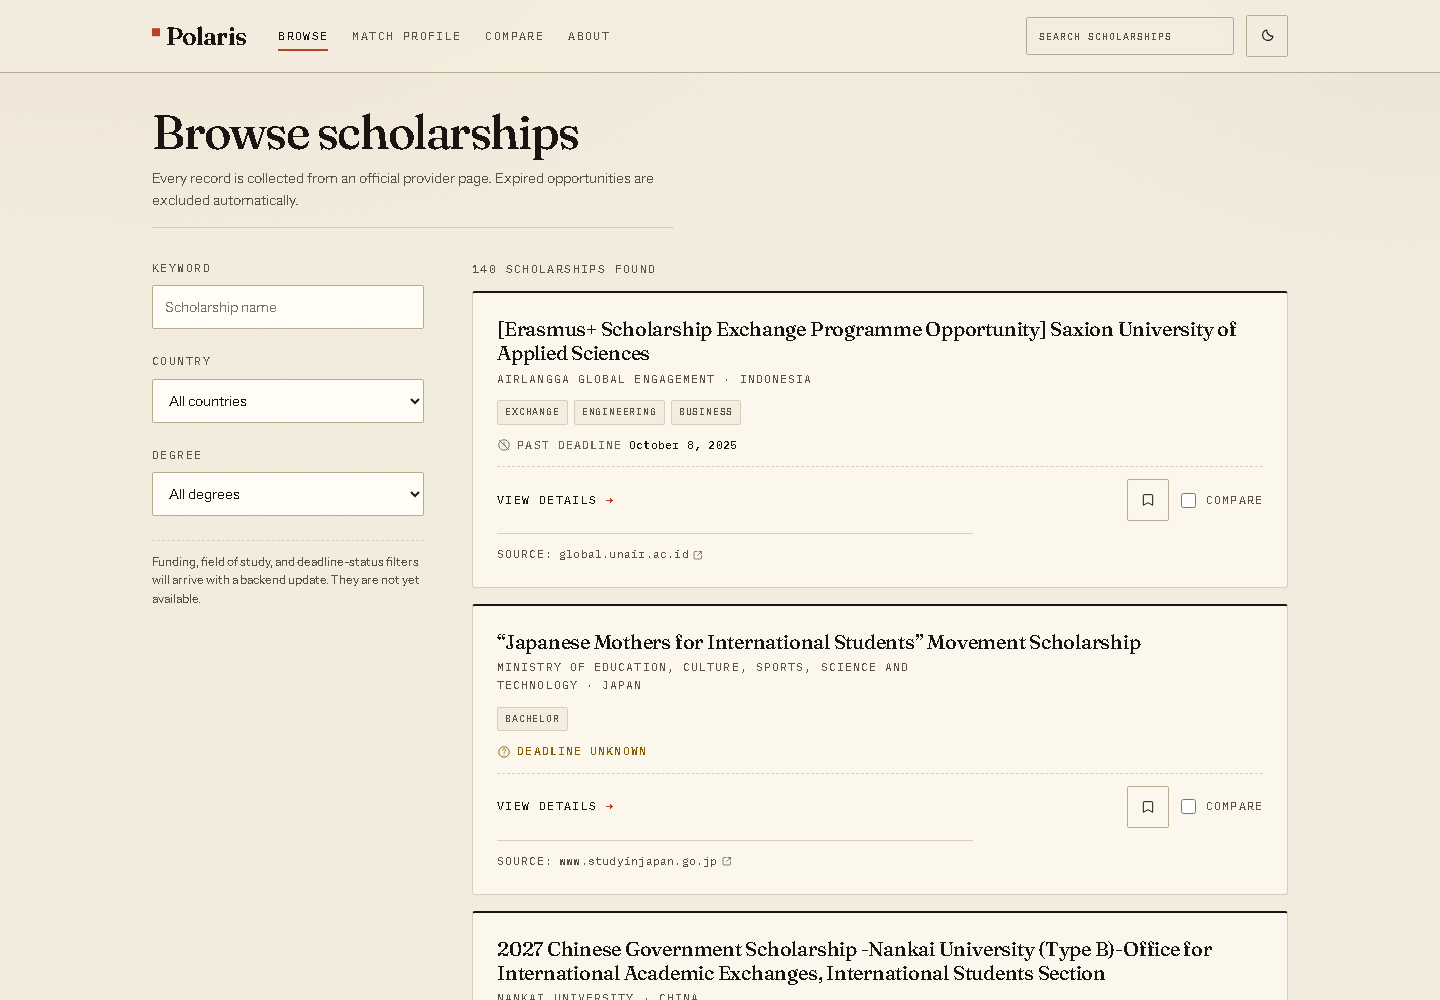 Polaris
BROWSE
MATCH PROFILE
COMPARE
ABOUT
SEARCH SCHOLARSHIPS
Browse scholarships
Every record is collected from an official provider page. Expired opportunities are
excluded automatically.
KEYWORD
Scholarship name
COUNTRY
All countries
DEGREE
All degrees
Funding, field of study, and deadline-status filters
will arrive with a backend update. They are not yet
available.
140 SCHOLARSHIPS FOUND
[Erasmus+ Scholarship Exchange Programme Opportunity] Saxion University of
Applied Sciences
AIRLANGGA GLOBAL ENGAGEMENT · INDONESIA
EXCHANGE
ENGINEERING
BUSINESS
PAST DEADLINE October 8, 2025
VIEW DETAILS →
COMPARE
SOURCE: global.unair.ac.id
“Japanese Mothers for International Students” Movement Scholarship
MINISTRY OF EDUCATION, CULTURE, SPORTS, SCIENCE AND
TECHNOLOGY · JAPAN
BACHELOR
DEADLINE UNKNOWN
VIEW DETAILS →
COMPARE
SOURCE: www.studyinjapan.go.jp
2027 Chinese Government Scholarship -Nankai University (Type B)-Office for
International Academic Exchanges, International Students Section
NANKAI UNIVERSITY · CHINA